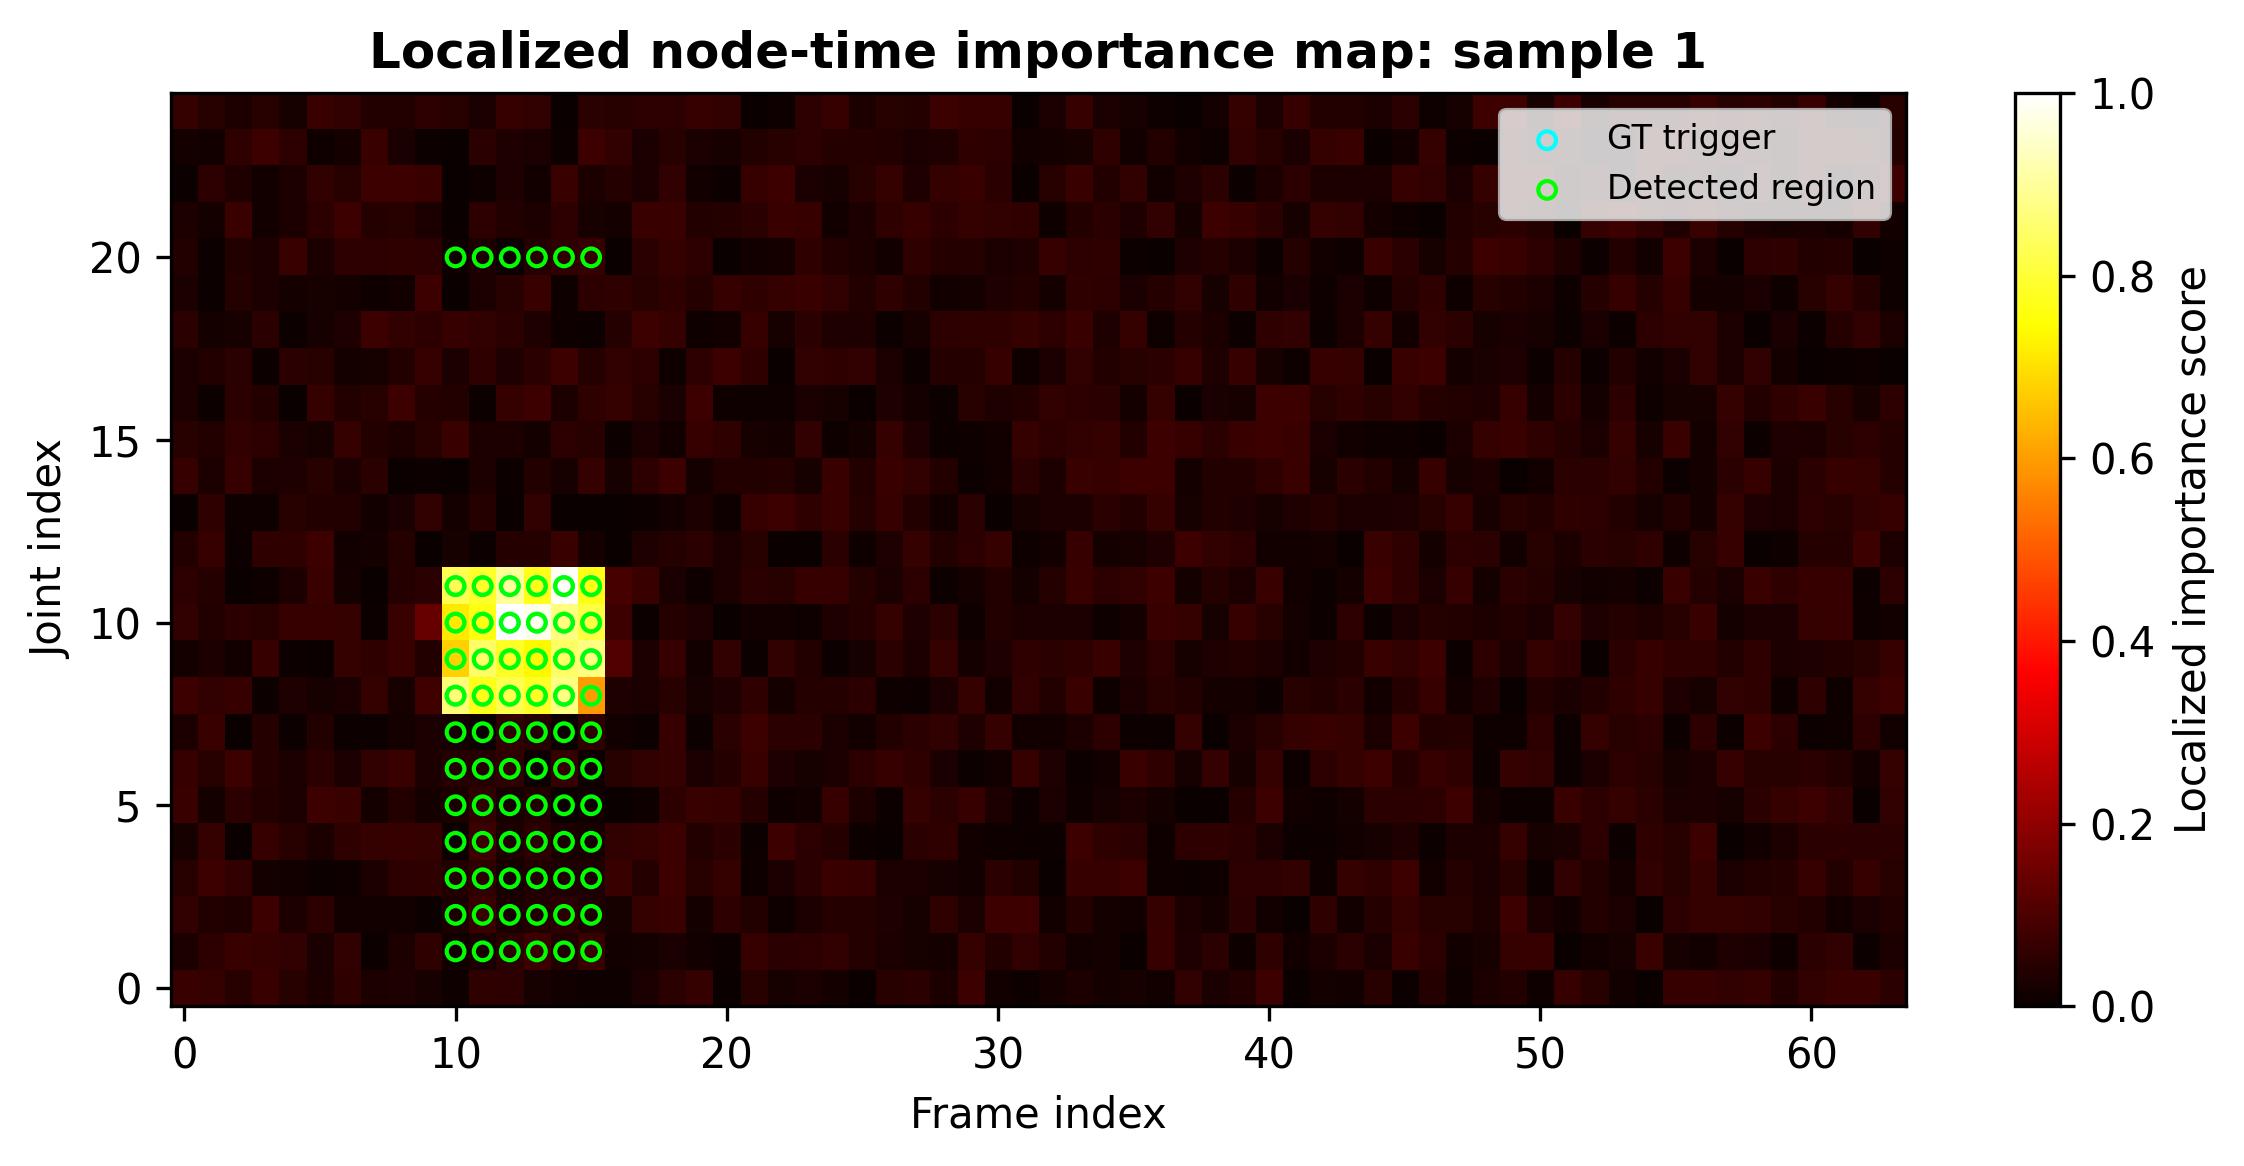 Localized node-time importance map: sample 1
GT trigger
Detected region
Joint index
20
15
10
5
0
0 10 20 30 40 50 60
Frame index
1.0
0.8
0.6
0.4
0.2
0.0
Localized importance score